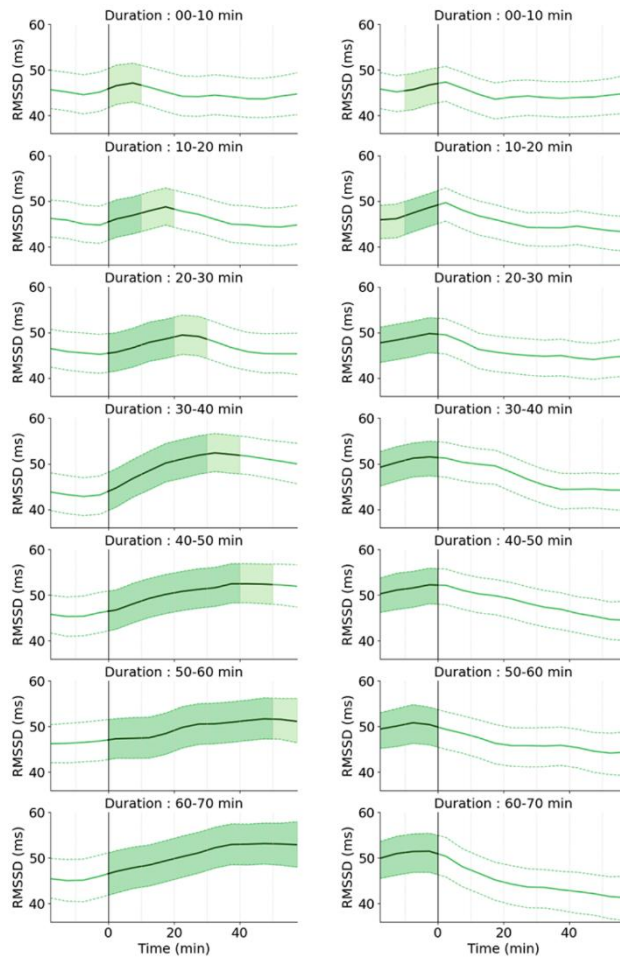 Duration : 00-10 min Duration : 00-10 min
60 60
RMSSD (ms) RMSSD (ms)
50 50
40 40
Duration : 10-20 min Duration : 10-20 min
60 60
RMSSD (ms) RMSSD (ms)
50 50
40 40
Duration : 20-30 min Duration : 20-30 min
60 60
RMSSD (ms) RMSSD (ms)
50 50
40 40
Duration : 30-40 min Duration : 30-40 min
60 60
RMSSD (ms) RMSSD (ms)
50 50
40 40
Duration : 40-50 min Duration : 40-50 min
60 60
RMSSD (ms) RMSSD (ms)
50 50
40 40
Duration : 50-60 min Duration : 50-60 min
60 60
RMSSD (ms) RMSSD (ms)
50 50
40 40
Duration : 60-70 min Duration : 60-70 min
60 60
RMSSD (ms) RMSSD (ms)
50 50
40 40
0 20 40 0 20 40
Time (min) Time (min)